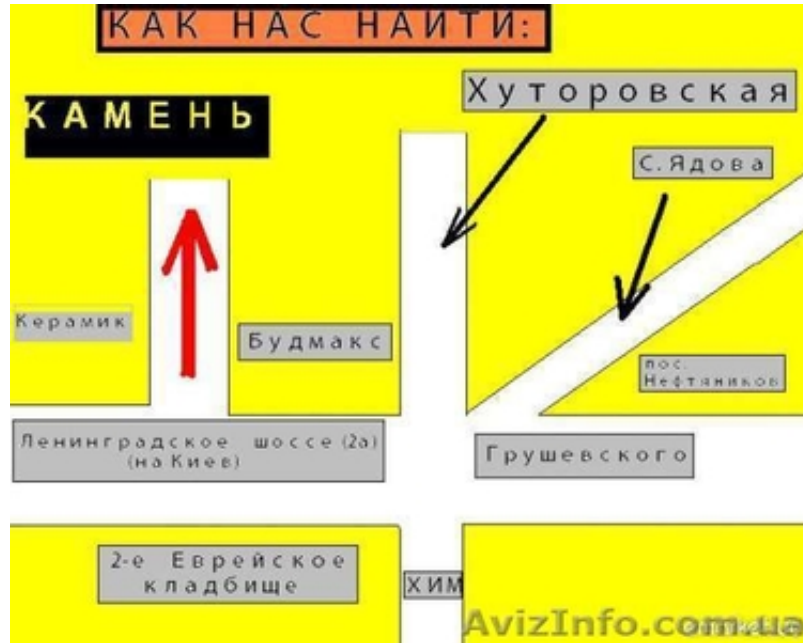 КАК НАС НАЙТИ:
КАМЕНЬ
Хуторовская
С. Ядова
Керамик
Будмакс
пос.
Нефтяников
Ленинградское шоссе (2а)
(на Киев)
Грушевского
2-е Еврейское
кладбище
ХИМ
AvizInfo.com.ua